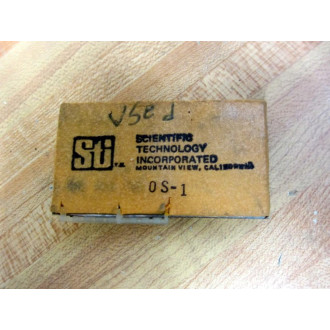 Used
Sti
SCIENTIFIC
TECHNOLOGY
INCORPORATED
MOUNTAIN VIEW, CALIFORNIA
OS-1